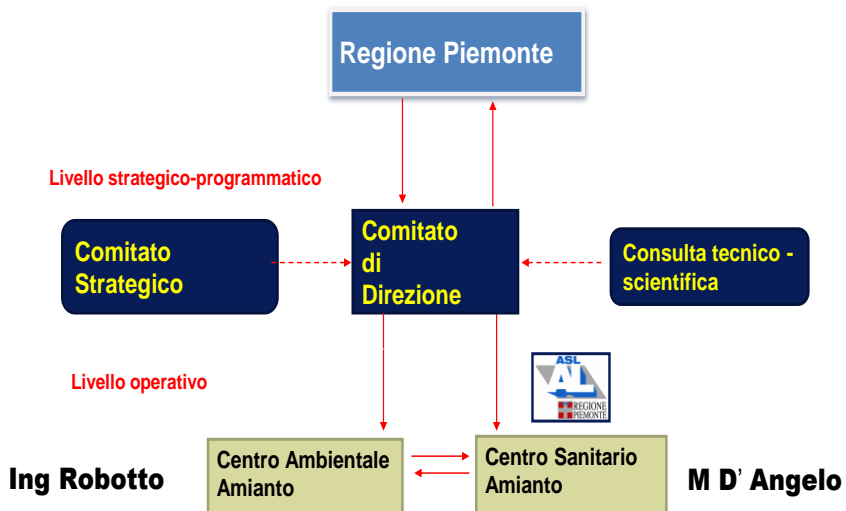 Regione Piemonte
Livello strategico-programmatico
Comitato
Strategico
Comitato
di
Direzione
Consulta tecnico -
scientifica
Livello operativo
ASL
AL
REGIONE
PIEMONTE
Ing Robotto
Centro Ambientale
Amianto
Centro Sanitario
Amianto
M D' Angelo